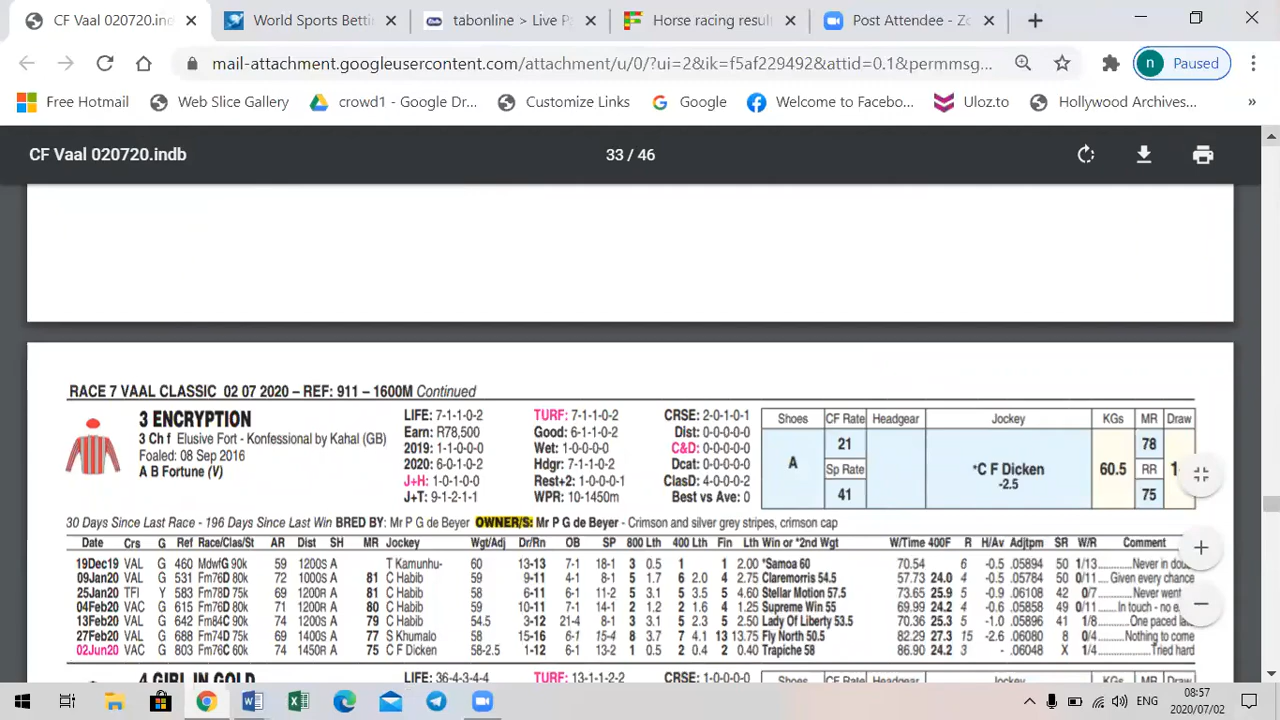 CF Vaal 020720.ind
World Sports Betti
tabonline > Live P
Horse racing resul
Post Attendee - Zo
mail-attachment.googleusercontent.com/attachment/u/0/?ui=2&ik=f5af229492&attid=0.1&permmsg...
n Paused
Free Hotmail
Web Slice Gallery
crowd1 - Google Dr...
Customize Links
Google
Welcome to Facebo...
Uloz.to
Hollywood Archives...
»
CF Vaal 020720.indb
33 / 46
RACE 7 VAAL CLASSIC 02 07 2020 – REF: 911 – 1600M Continued
3 ENCRYPTION
3 Ch f Elusive Fort - Konfessional by Kahal (GB)
Foaled: 08 Sep 2016
A B Fortune (V)
LIFE: 7-1-1-0-2 TURF: 7-1-1-0-2 CRSE: 2-0-1-0-1
Earn: R78,500 Good: 6-1-1-0-2 Dist: 0-0-0-0-0
2019: 1-1-0-0-0 Wet: 1-0-0-0-0 C&D: 0-0-0-0-0
2020: 6-0-1-0-2 Hdgr: 7-1-1-0-2 Dcat: 0-0-0-0-0
J+H: 1-0-1-0-0 Rest+2: 1-0-0-0-1 ClasD: 4-0-0-0-2
J+T: 9-1-2-1-1 WPR: 10-1450m Best vs Ave: 0
Shoes CF Rate Headgear Jockey KGs MR Draw
A 21 Sp Rate 41 *C F Dicken -2.5 60.5 78 RR 75 1
30 Days Since Last Race - 196 Days Since Last Win BRED BY: Mr P G de Beyer OWNER/S: Mr P G de Beyer - Crimson and silver grey stripes, crimson cap
Date Crs G Ref Race/Clas/St AR Dist SH MR Jockey Wgt/Adj Dr/Rn OB SP 800 Lth 400 Lth Fin Lth Win or *2nd Wgt W/Time 400F R H/Av Adjtpm SR W/R Comment
19Dec19 VAL G 460 MdwfG 90k 59 1200S A T Kamunhu- 60 13-13 7-1 18-1 3 0.5 1 1 2.00 *Samoa 60 70.54 6 -0.5 .05894 50 1/13 Never in dou
09Jan20 VAL G 531 Fm76D 90k 72 1000S A 81 C Habib 59 9-11 4-1 8-1 5 1.7 6 2.0 4 2.75 Claremorris 54.5 57.73 24.0 4 -0.5 .05784 50 0/11 Given every chance
25Jan20 TFI Y 583 Fm78D 75k 69 1200R A 81 C Habib 58 6-11 6-1 11-2 5 3.1 5 3.5 5 4.60 Stellar Motion 57.5 73.65 25.9 5 -0.9 .06108 42 0/7 Never went
04Feb20 VAC G 615 Fm76D 80k 71 1200R A 80 C Habib 59 10-11 7-1 14-1 2 1.2 2 1.6 4 1.25 Supreme Win 55 69.99 24.2 4 -0.6 .05858 49 0/11 In touch - no e
13Feb20 VAL G 642 Fm84C 90k 74 1200S A 79 C Habib 54.5 3-12 21-4 8-1 3 3.1 5 2.3 5 2.50 Lady Of Liberty 53.5 70.36 25.3 5 -1.0 .05896 41 1/8 One paced la
27Feb20 VAL G 688 Fm74D 75k 69 1400S A 77 S Khumalo 58 15-16 6-1 15-4 8 3.7 7 4.1 13 13.75 Fly North 50.5 82.29 27.3 15 -2.6 .06038 8 0/4 Nothing to come
02Jun20 VAC G 803 Fm76C 60k 74 1450R A 75 C F Dicken 58-2.5 1-12 6-1 13-2 1 0.5 2 0.4 2 0.40 Trapiche 58 86.90 24.2 3 - .06048 X 1/4 Tried hard
4 GIRL IN GOLD
LIFE: 36-4-3-4-4 TURF: 13-1-1-2-2 CRSE: 1-0-0-0-0
Shoes CF Rate Headgear Jockey KGs MR Draw
ENG
08:57
2020/07/02